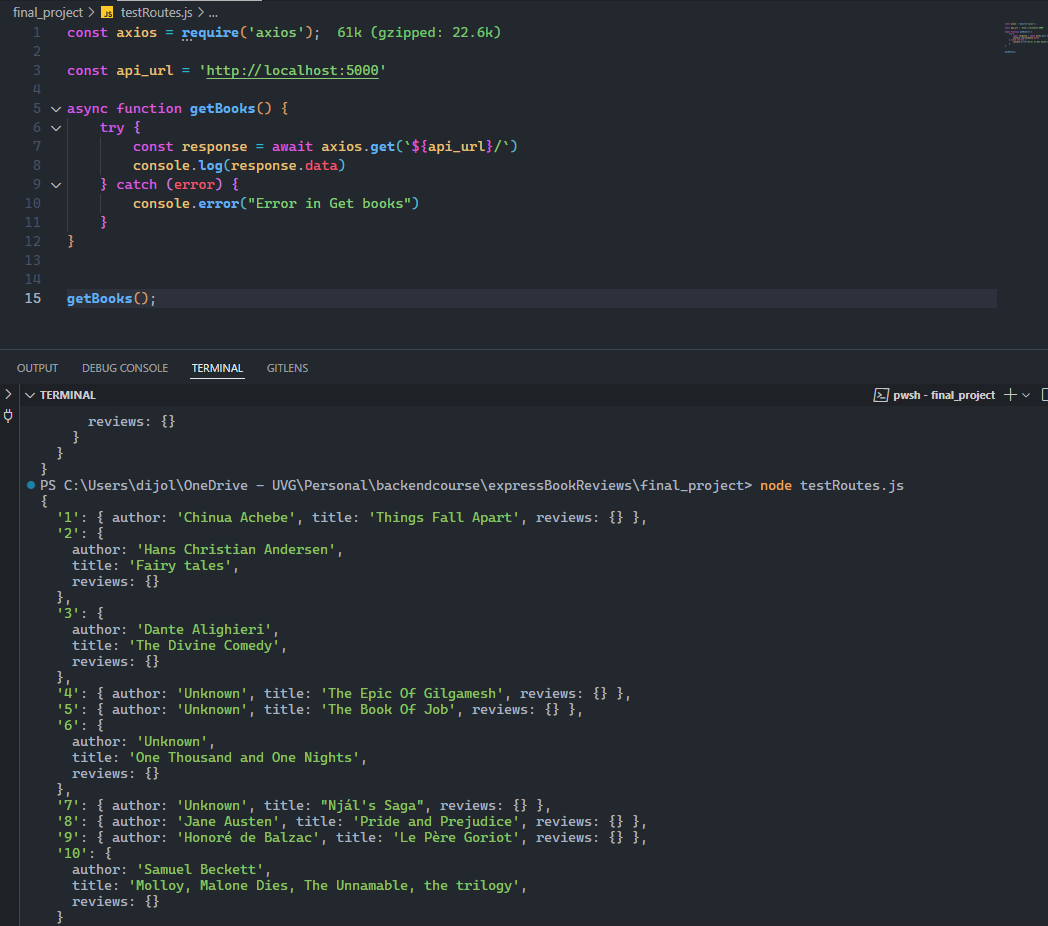 final_project > JS testRoutes.js > ...
1 const axios = require('axios'); 61k (gzipped: 22.6k)
2
3 const api_url = 'http://localhost:5000'
4
5 async function getBooks() {
6 try {
7 const response = await axios.get(`${api_url}/`)
8 console.log(response.data)
9 } catch (error) {
10 console.error("Error in Get books")
11 }
12 }
13
14
15 getBooks();
OUTPUT DEBUG CONSOLE TERMINAL GITLENS
TERMINAL pwsh - final_project
reviews: {}
}
}
}
PS C:\Users\dijol\OneDrive - UVG\Personal\backendcourse\expressBookReviews\final_project> node testRoutes.js
{
'1': { author: 'Chinua Achebe', title: 'Things Fall Apart', reviews: {} },
'2': {
author: 'Hans Christian Andersen',
title: 'Fairy tales',
reviews: {}
},
'3': {
author: 'Dante Alighieri',
title: 'The Divine Comedy',
reviews: {}
},
'4': { author: 'Unknown', title: 'The Epic Of Gilgamesh', reviews: {} },
'5': { author: 'Unknown', title: 'The Book Of Job', reviews: {} },
'6': {
author: 'Unknown',
title: 'One Thousand and One Nights',
reviews: {}
},
'7': { author: 'Unknown', title: "Njál's Saga", reviews: {} },
'8': { author: 'Jane Austen', title: 'Pride and Prejudice', reviews: {} },
'9': { author: 'Honoré de Balzac', title: 'Le Père Goriot', reviews: {} },
'10': {
author: 'Samuel Beckett',
title: 'Molloy, Malone Dies, The Unnamable, the trilogy',
reviews: {}
}